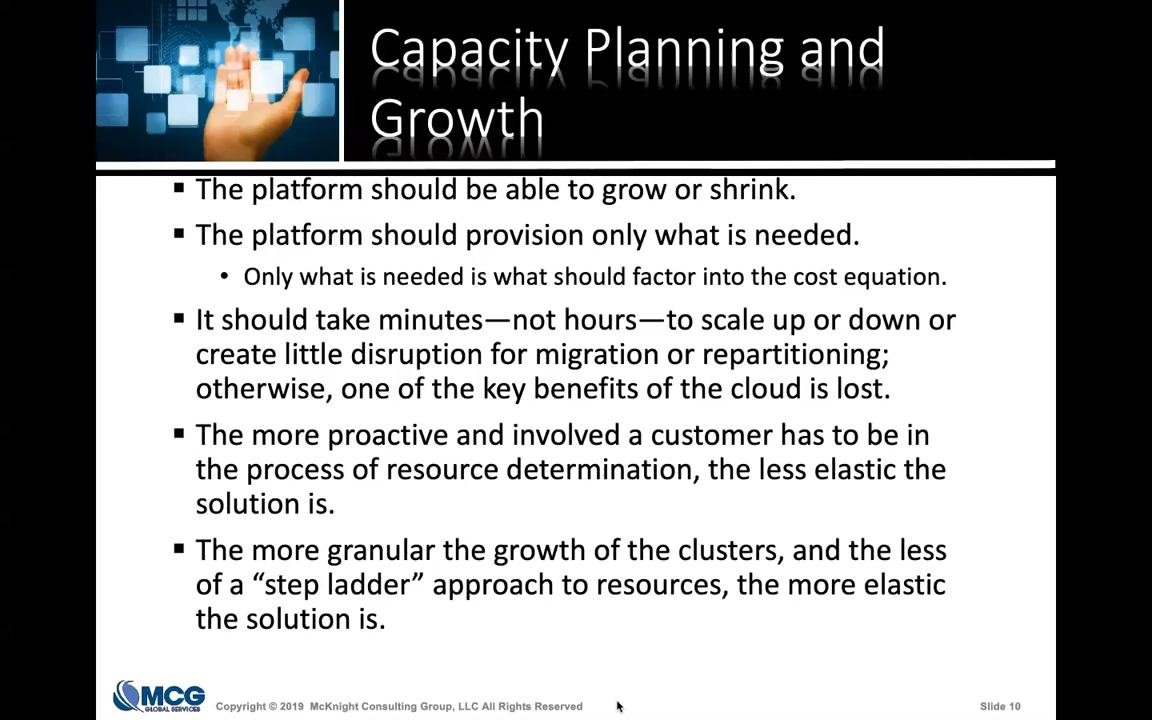 Capacity Planning and
Growth
▪ The platform should be able to grow or shrink.
▪ The platform should provision only what is needed.
• Only what is needed is what should factor into the cost equation.
▪ It should take minutes—not hours—to scale up or down or
create little disruption for migration or repartitioning;
otherwise, one of the key benefits of the cloud is lost.
▪ The more proactive and involved a customer has to be in
the process of resource determination, the less elastic the
solution is.
▪ The more granular the growth of the clusters, and the less
of a “step ladder” approach to resources, the more elastic
the solution is.
MCG
GLOBAL SERVICES
Copyright © 2019 McKnight Consulting Group, LLC All Rights Reserved
Slide 10